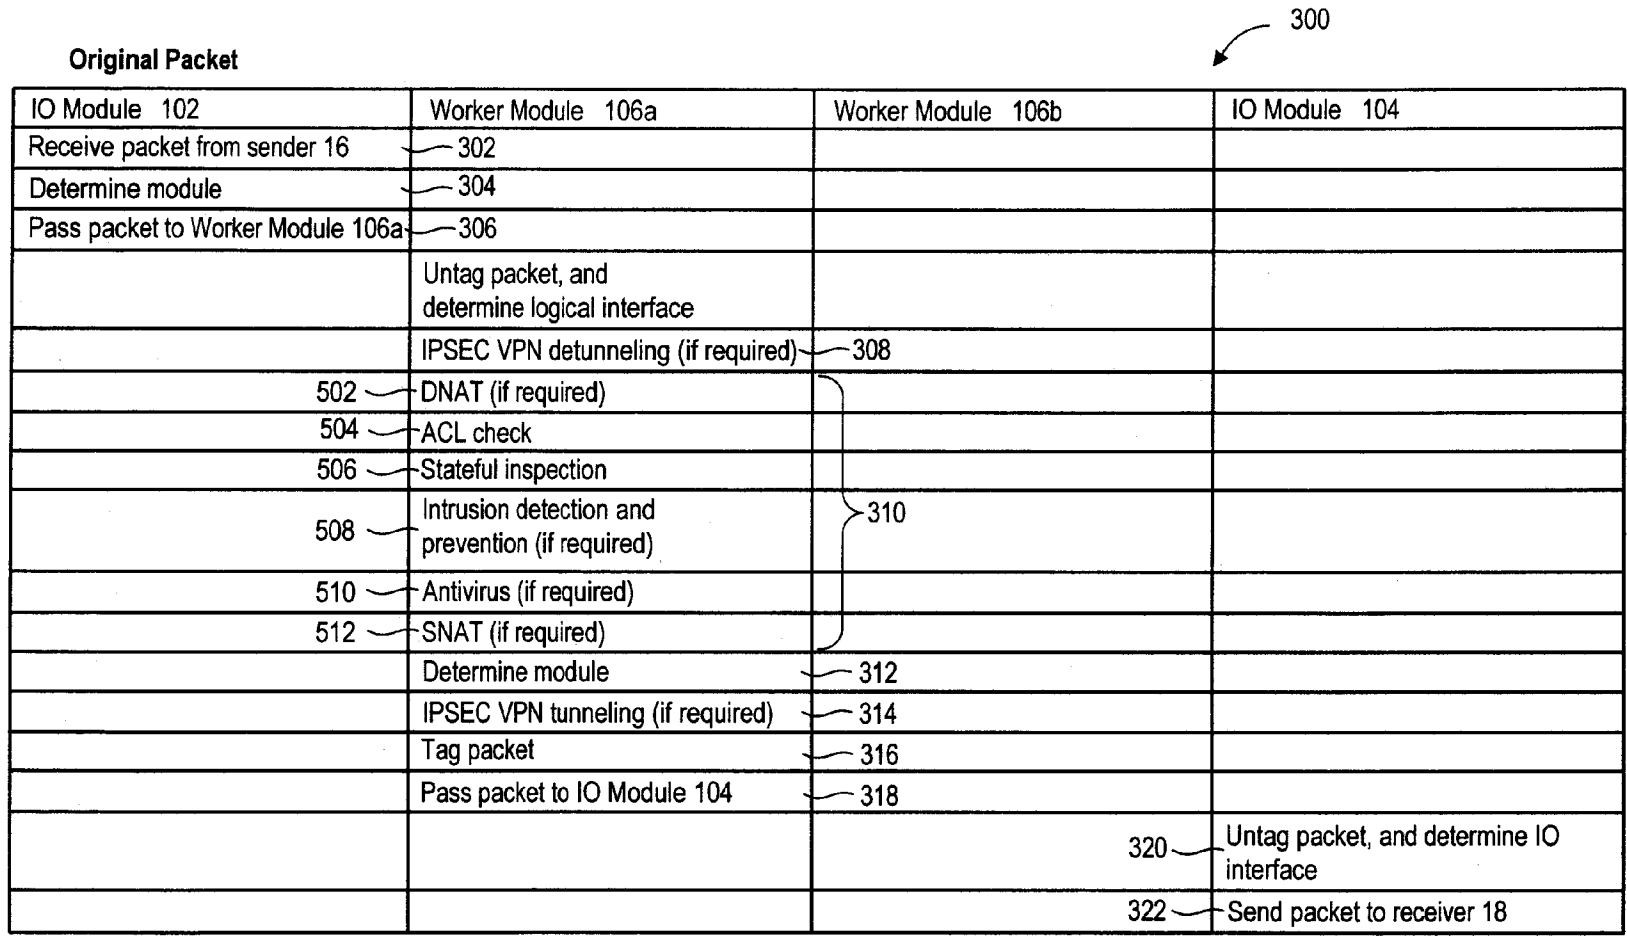 300
Original Packet
IO Module 102 Worker Module 106a Worker Module 106b IO Module 104
Receive packet from sender 16 302
Determine module 304
Pass packet to Worker Module 106a 306
Untag packet, and
determine logical interface
IPSEC VPN detunneling (if required) 308
502 DNAT (if required)
504 ACL check
506 Stateful inspection
508 Intrusion detection and
prevention (if required)
310
510 Antivirus (if required)
512 SNAT (if required)
Determine module 312
IPSEC VPN tunneling (if required) 314
Tag packet 316
Pass packet to IO Module 104 318
320 Untag packet, and determine IO
interface
322 Send packet to receiver 18